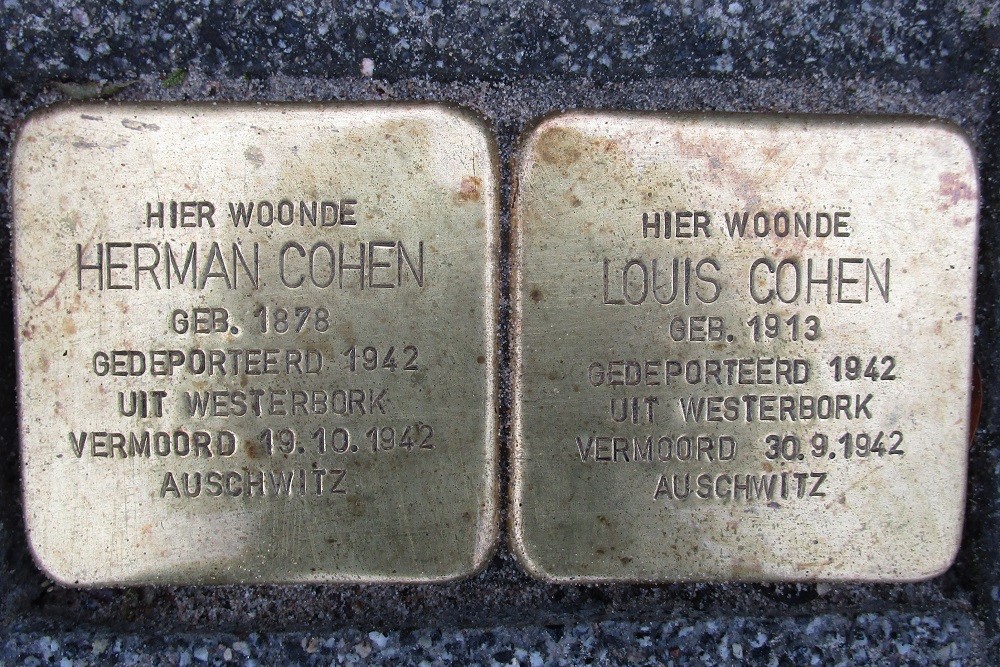 HIER WOONDE
HERMAN COHEN
GEB. 1878
GEDEPORTEERD 1942
UIT WESTERBORK
VERMOORD 19.10.1942
AUSCHWITZ
HIER WOONDE
LOUIS COHEN
GEB. 1913
GEDEPORTEERD 1942
UIT WESTERBORK
VERMOORD 30.9.1942
AUSCHWITZ